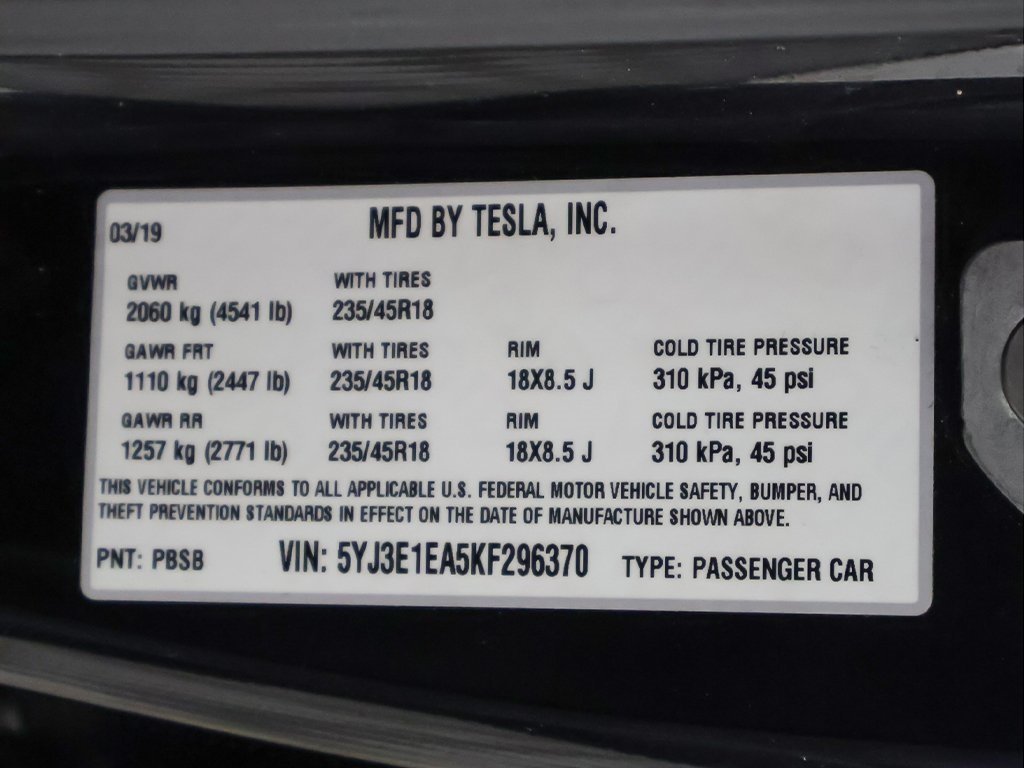 03/19 MFD BY TESLA, INC.
GVWR WITH TIRES
2060 kg (4541 lb) 235/45R18
GAWR FRT WITH TIRES RIM COLD TIRE PRESSURE
1110 kg (2447 lb) 235/45R18 18X8.5 J 310 kPa, 45 psi
GAWR RR WITH TIRES RIM COLD TIRE PRESSURE
1257 kg (2771 lb) 235/45R18 18X8.5 J 310 kPa, 45 psi
THIS VEHICLE CONFORMS TO ALL APPLICABLE U.S. FEDERAL MOTOR VEHICLE SAFETY, BUMPER, AND
THEFT PREVENTION STANDARDS IN EFFECT ON THE DATE OF MANUFACTURE SHOWN ABOVE.
PNT: PBSB VIN: 5YJ3E1EA5KF296370 TYPE: PASSENGER CAR